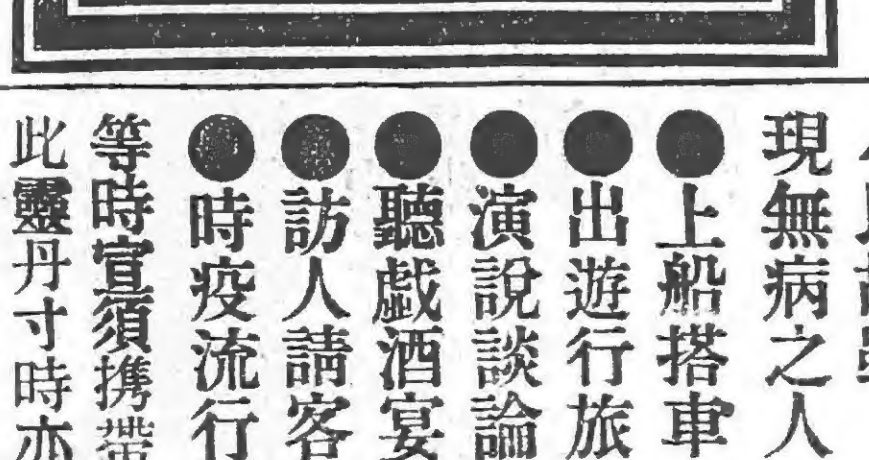 現無病之人
●上船搭車
●出遊行旅
●演說談論
●聽戯酒宴
●訪人請客
●時疫流行
等時宣須携帶
此靈丹寸時亦